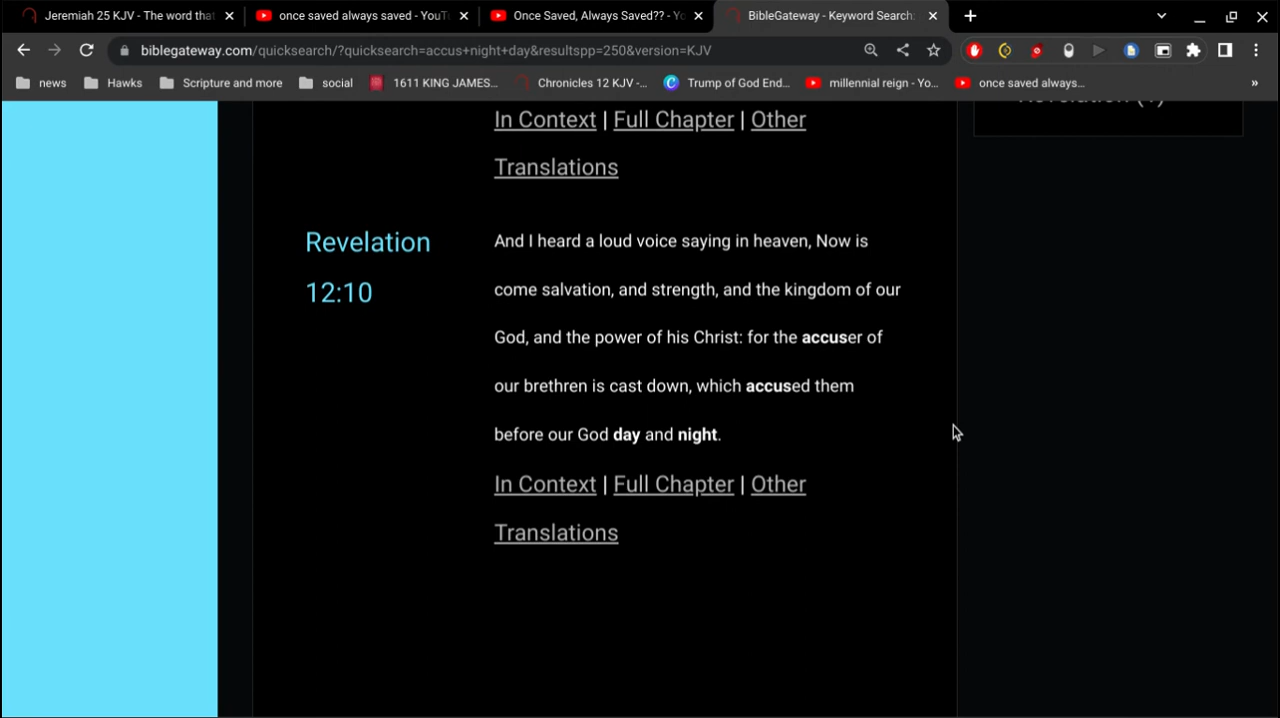 Jeremiah 25 KJV - The word that
once saved always saved - YouTu
Once Saved, Always Saved?? - Yo
BibleGateway - Keyword Search:
biblegateway.com/quicksearch/?quicksearch=accus+night+day&resultspp=250&version=KJV
news Hawks Scripture and more social 1611 KING JAMES... Chronicles 12 KJV -... Trump of God End... millennial reign - Yo... once saved always... »
In Context | Full Chapter | Other
Translations
Revelation
12:10
And I heard a loud voice saying in heaven, Now is
come salvation, and strength, and the kingdom of our
God, and the power of his Christ: for the accuser of
our brethren is cast down, which accused them
before our God day and night.
In Context | Full Chapter | Other
Translations